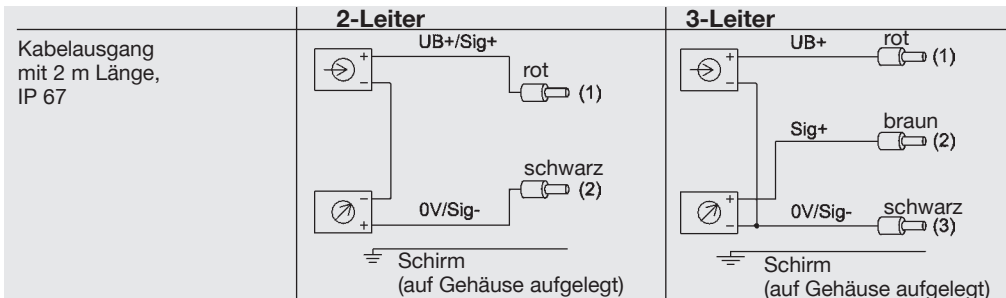 2-Leiter
3-Leiter
Kabelausgang
mit 2 m Länge,
IP 67
UB+/Sig+
+
−
rot
(1)
schwarz
(2)
−
+
0V/Sig-
Schirm
(auf Gehäuse aufgelegt)
UB+
+
−
rot
(1)
Sig+
braun
(2)
+
−
0V/Sig-
schwarz
(3)
Schirm
(auf Gehäuse aufgelegt)